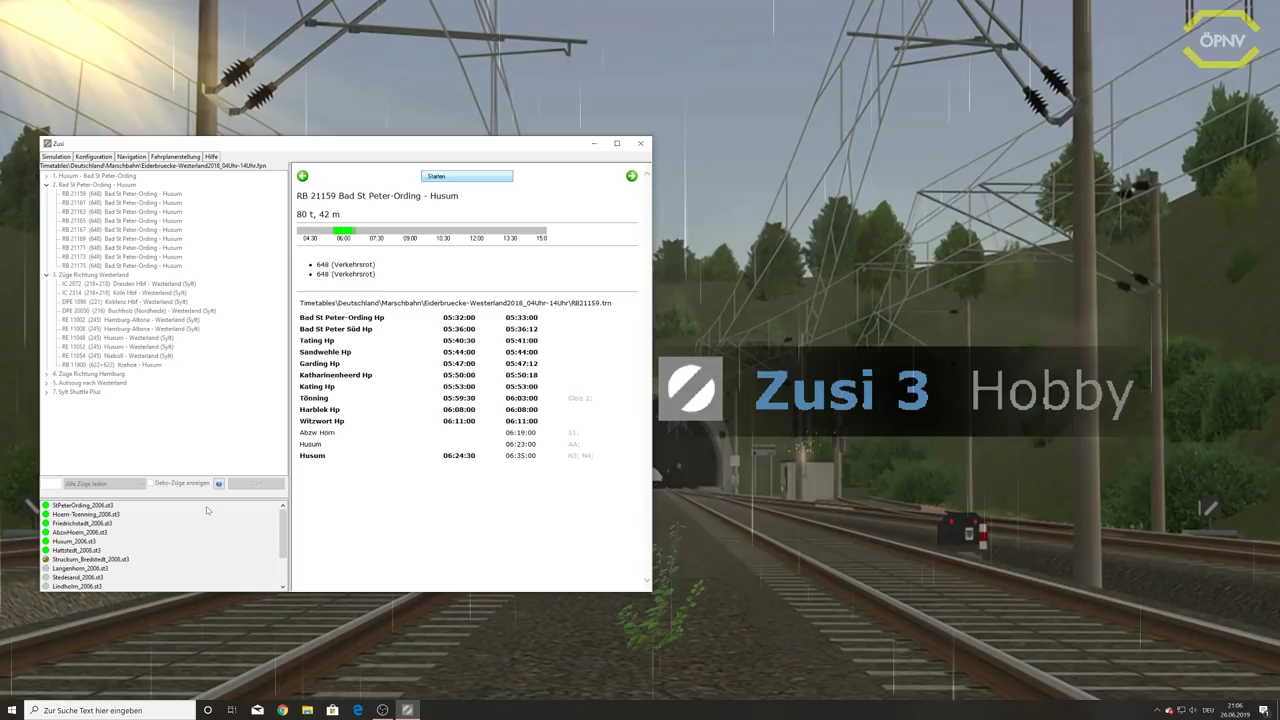 ÖPNV
Zusi
Simulation Konfiguration Navigation Fahrplanerstellung Hilfe
Timetables\Deutschland\Marschbahn\Eiderbruecke-Westerland2018_04Uhr-14Uhr.fpn
1. Husum - Bad St Peter-Ording
2. Bad St Peter-Ording - Husum
RB 21159 (648) Bad St Peter-Ording - Husum
RB 21161 (648) Bad St Peter-Ording - Husum
RB 21163 (648) Bad St Peter-Ording - Husum
RB 21165 (648) Bad St Peter-Ording - Husum
RB 21167 (648) Bad St Peter-Ording - Husum
RB 21169 (648) Bad St Peter-Ording - Husum
RB 21171 (648) Bad St Peter-Ording - Husum
RB 21173 (648) Bad St Peter-Ording - Husum
RB 21175 (648) Bad St Peter-Ording - Husum
3. Züge Richtung Westerland
IC 2072 (218+218) Dresden Hbf - Westerland (Sylt)
IC 2314 (218+218) Köln Hbf - Westerland (Sylt)
DPE 1896 (221) Koblenz Hbf - Westerland (Sylt)
DPE 20050 (216) Buchholz (Nordheide) - Westerland (Sylt)
RE 11002 (245) Hamburg-Altona - Westerland (Sylt)
RE 11008 (245) Hamburg-Altona - Westerland (Sylt)
RE 11048 (245) Husum - Westerland (Sylt)
RE 11052 (245) Husum - Westerland (Sylt)
RE 11054 (245) Niebüll - Westerland (Sylt)
RB 11900 (622+622) Itzehoe - Husum
4. Züge Richtung Hamburg
5. Autozug nach Westerland
7. Sylt Shuttle Plus
Alle Züge laden Deko-Züge anzeigen
StPeterOrding_2006.st3
Hoern-Toenning_2008.st3
Friedrichstadt_2006.st3
AbzwHoern_2006.st3
Husum_2006.st3
Hattstedt_2008.st3
Struckum_Bredstedt_2008.st3
Langenhorn_2006.st3
Stedesand_2006.st3
Lindholm_2006.st3
Starten
RB 21159 Bad St Peter-Ording - Husum
80 t, 42 m
04:30 06:00 07:30 09:00 10:30 12:00 13:30 15:0
648 (Verkehrsrot)
648 (Verkehrsrot)
Timetables\Deutschland\Marschbahn\Eiderbruecke-Westerland2018_04Uhr-14Uhr\RB21159.trn
Bad St Peter-Ording Hp 05:32:00 05:33:00
Bad St Peter Süd Hp 05:36:00 05:36:12
Tating Hp 05:40:30 05:41:00
Sandwehle Hp 05:44:00 05:44:00
Garding Hp 05:47:00 05:47:12
Katharinenheerd Hp 05:50:00 05:50:18
Kating Hp 05:53:00 05:53:00
Tönning 05:59:30 06:03:00 Gleis 2;
Harblek Hp 06:08:00 06:08:00
Witzwort Hp 06:11:00 06:11:00
Abzw Hörn 06:19:00 51;
Husum 06:23:00 AA;
Husum 06:24:30 06:35:00 N3; N4;
Zusi 3 Hobby
Zur Suche Text hier eingeben
DEU
21:06
26.06.2019